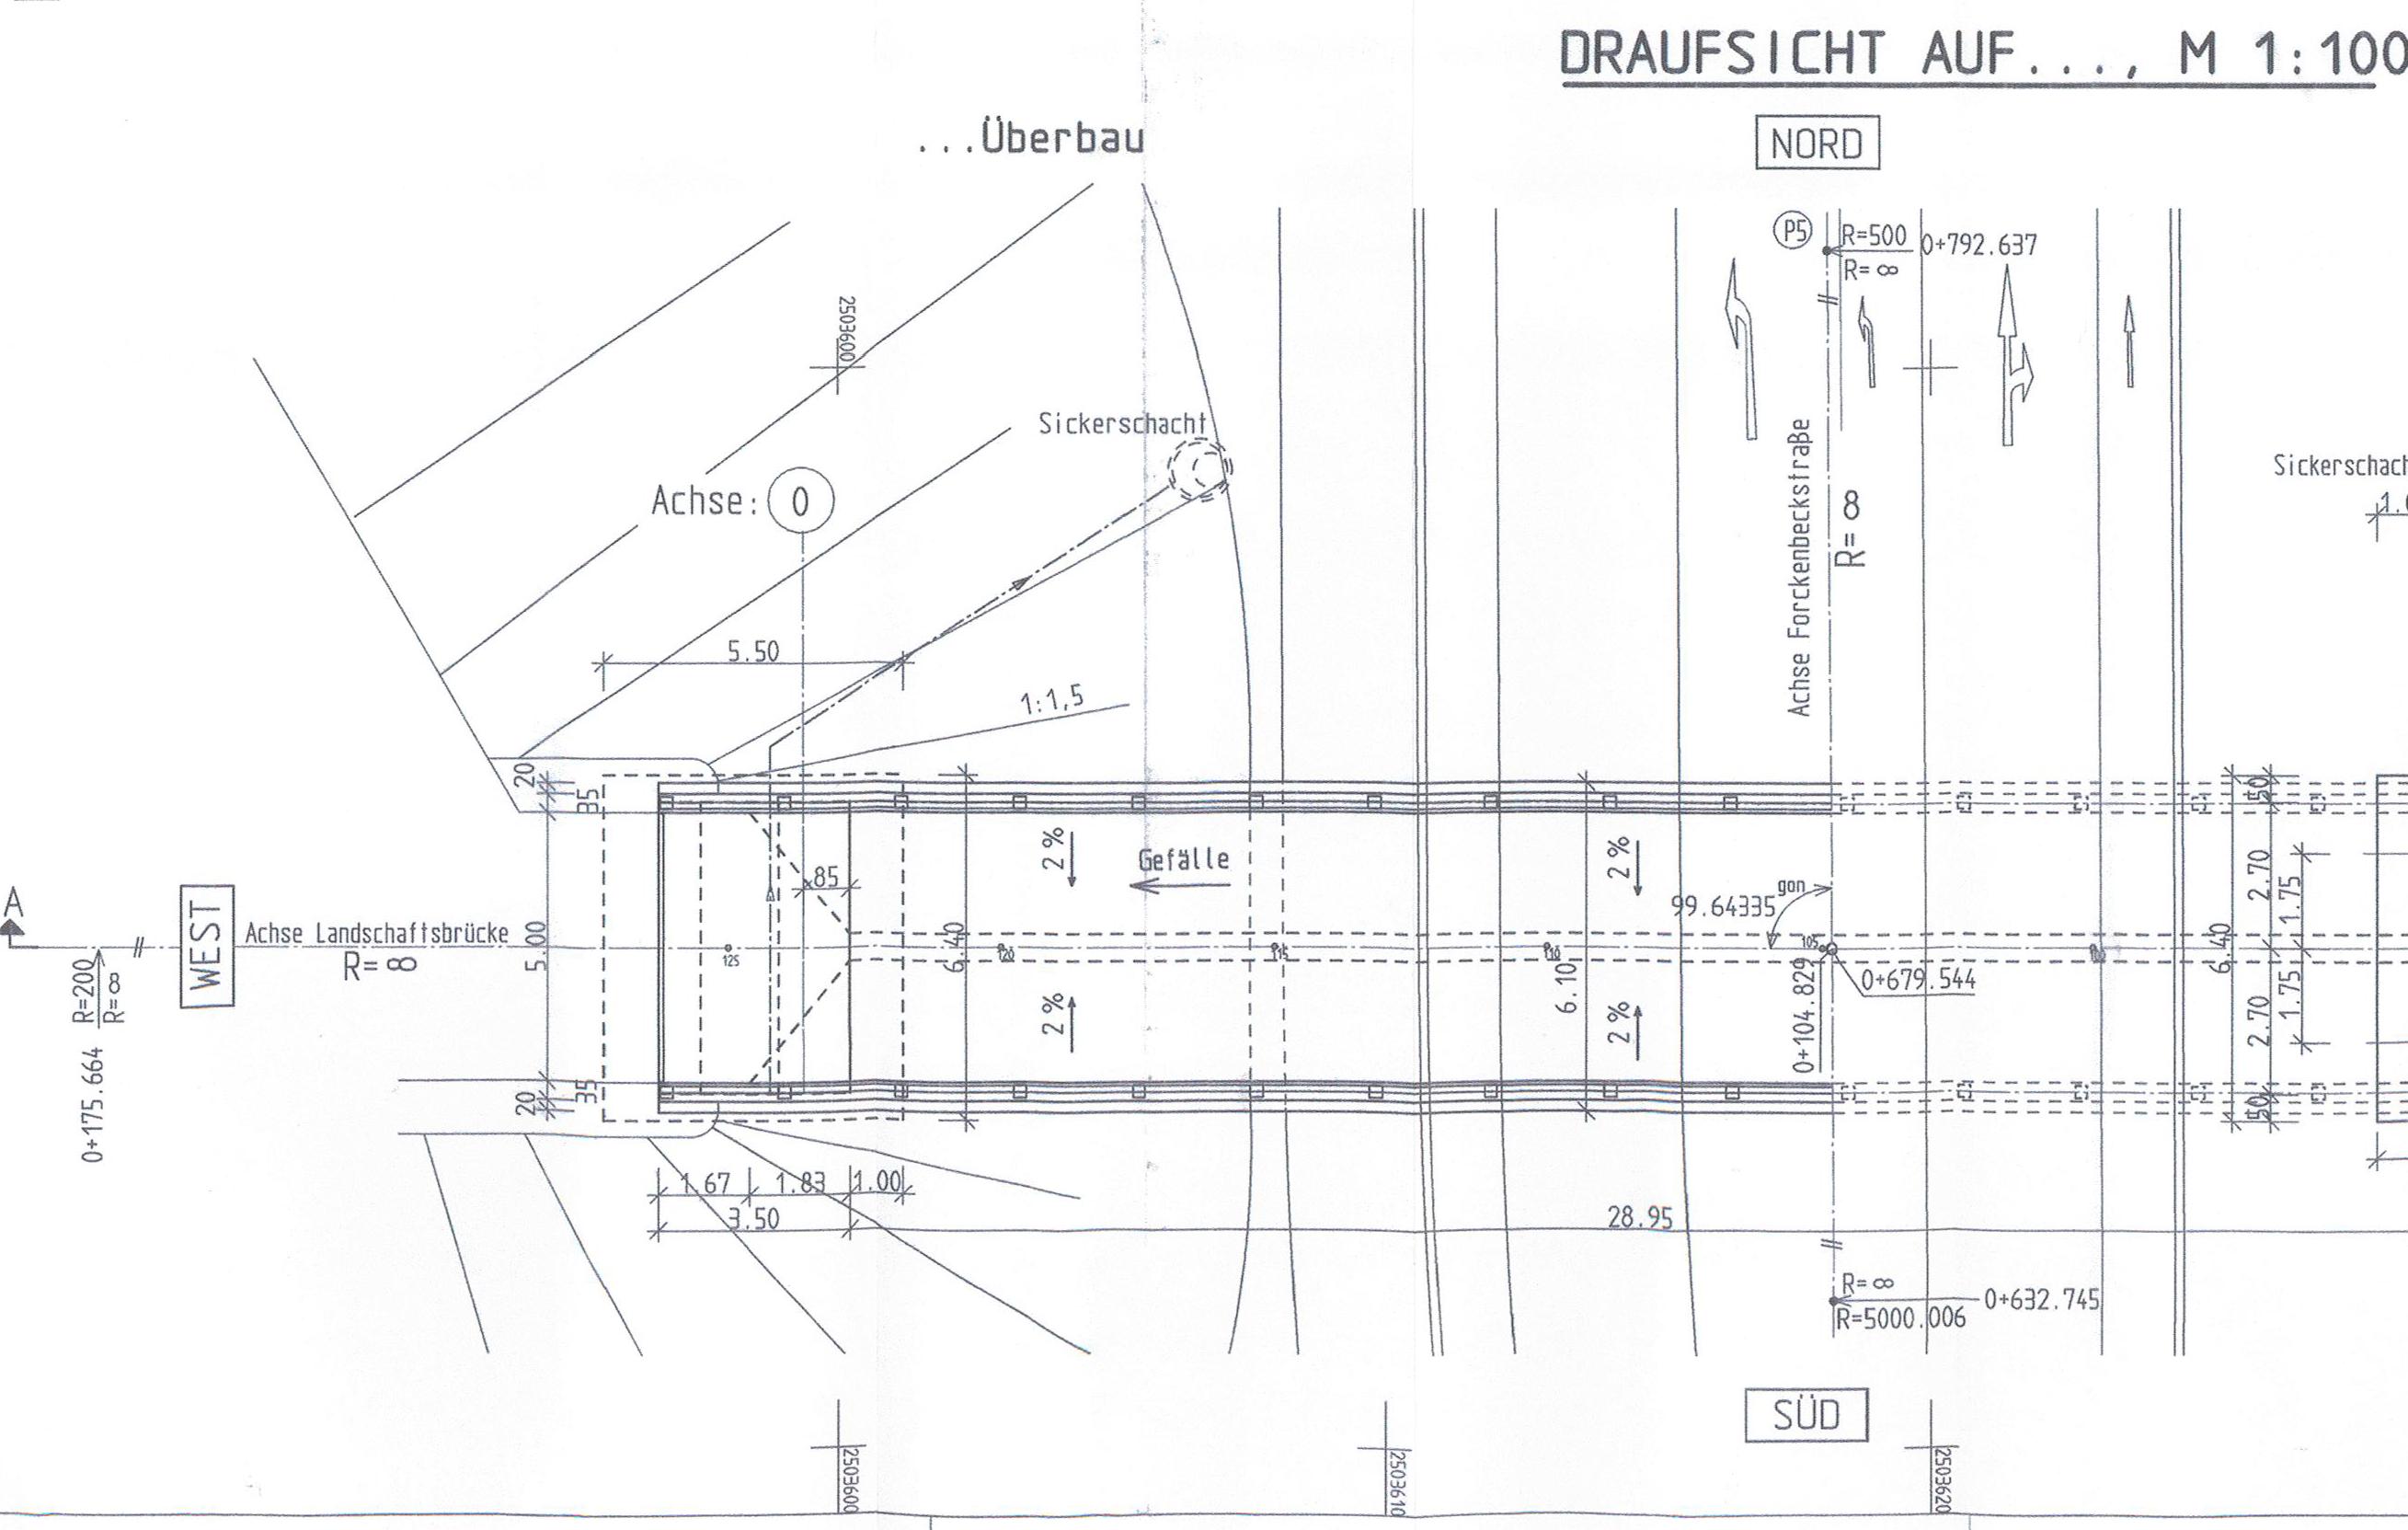 DRAUFSICHT AUF..., M 1:100
...Überbau
NORD
P5
R=500
0+792.637
R=∞
2503600
Sickerschacht
Achse: 0
Achse Forckenbeckstraße
R=∞
Sickerschach
5.50
1:1,5
20
35
50
85
2%
Gefälle
2%
2.70
1.75
99.64335
gon
A
WEST
Achse Landschaftsbrücke
R=∞
5.00
6.40
125
120
115
110
105
6.40
0+679.544
6.10
0+104.829
R=200
R=∞
0+175.664
2%
2%
1.75
2.70
20
35
50
1.67
1.83
1.00
3.50
28.95
R=∞
0+632.745
R=5000.006
SÜD
2503600
2503610
2503620